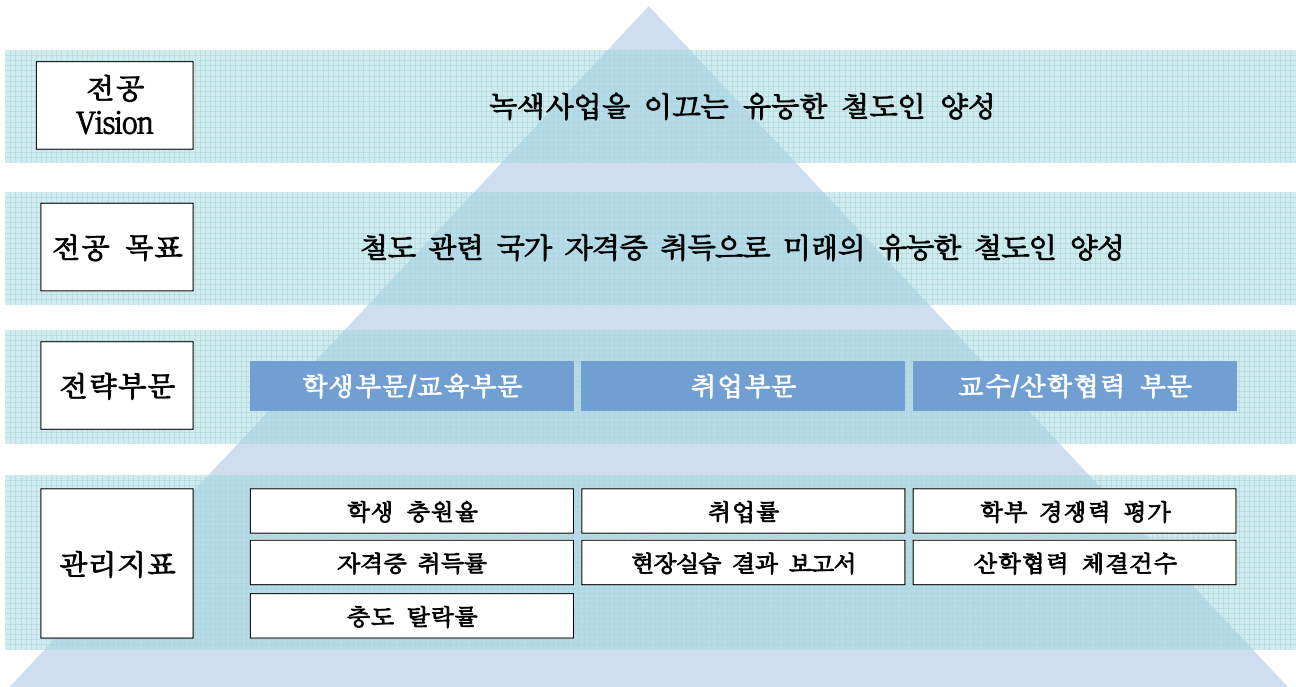 전공
Vision
녹색사업을 이끄는 유능한 철도인 양성
전공 목표
철도 관련 국가 자격증 취득으로 미래의 유능한 철도인 양성
전략부문
학생부문/교육부문
취업부문
교수/산학협력 부문
관리지표
학생 충원율
취업률
학부 경쟁력 평가
자격증 취득률
현장실습 결과 보고서
산학협력 체결건수
충도 탈락률